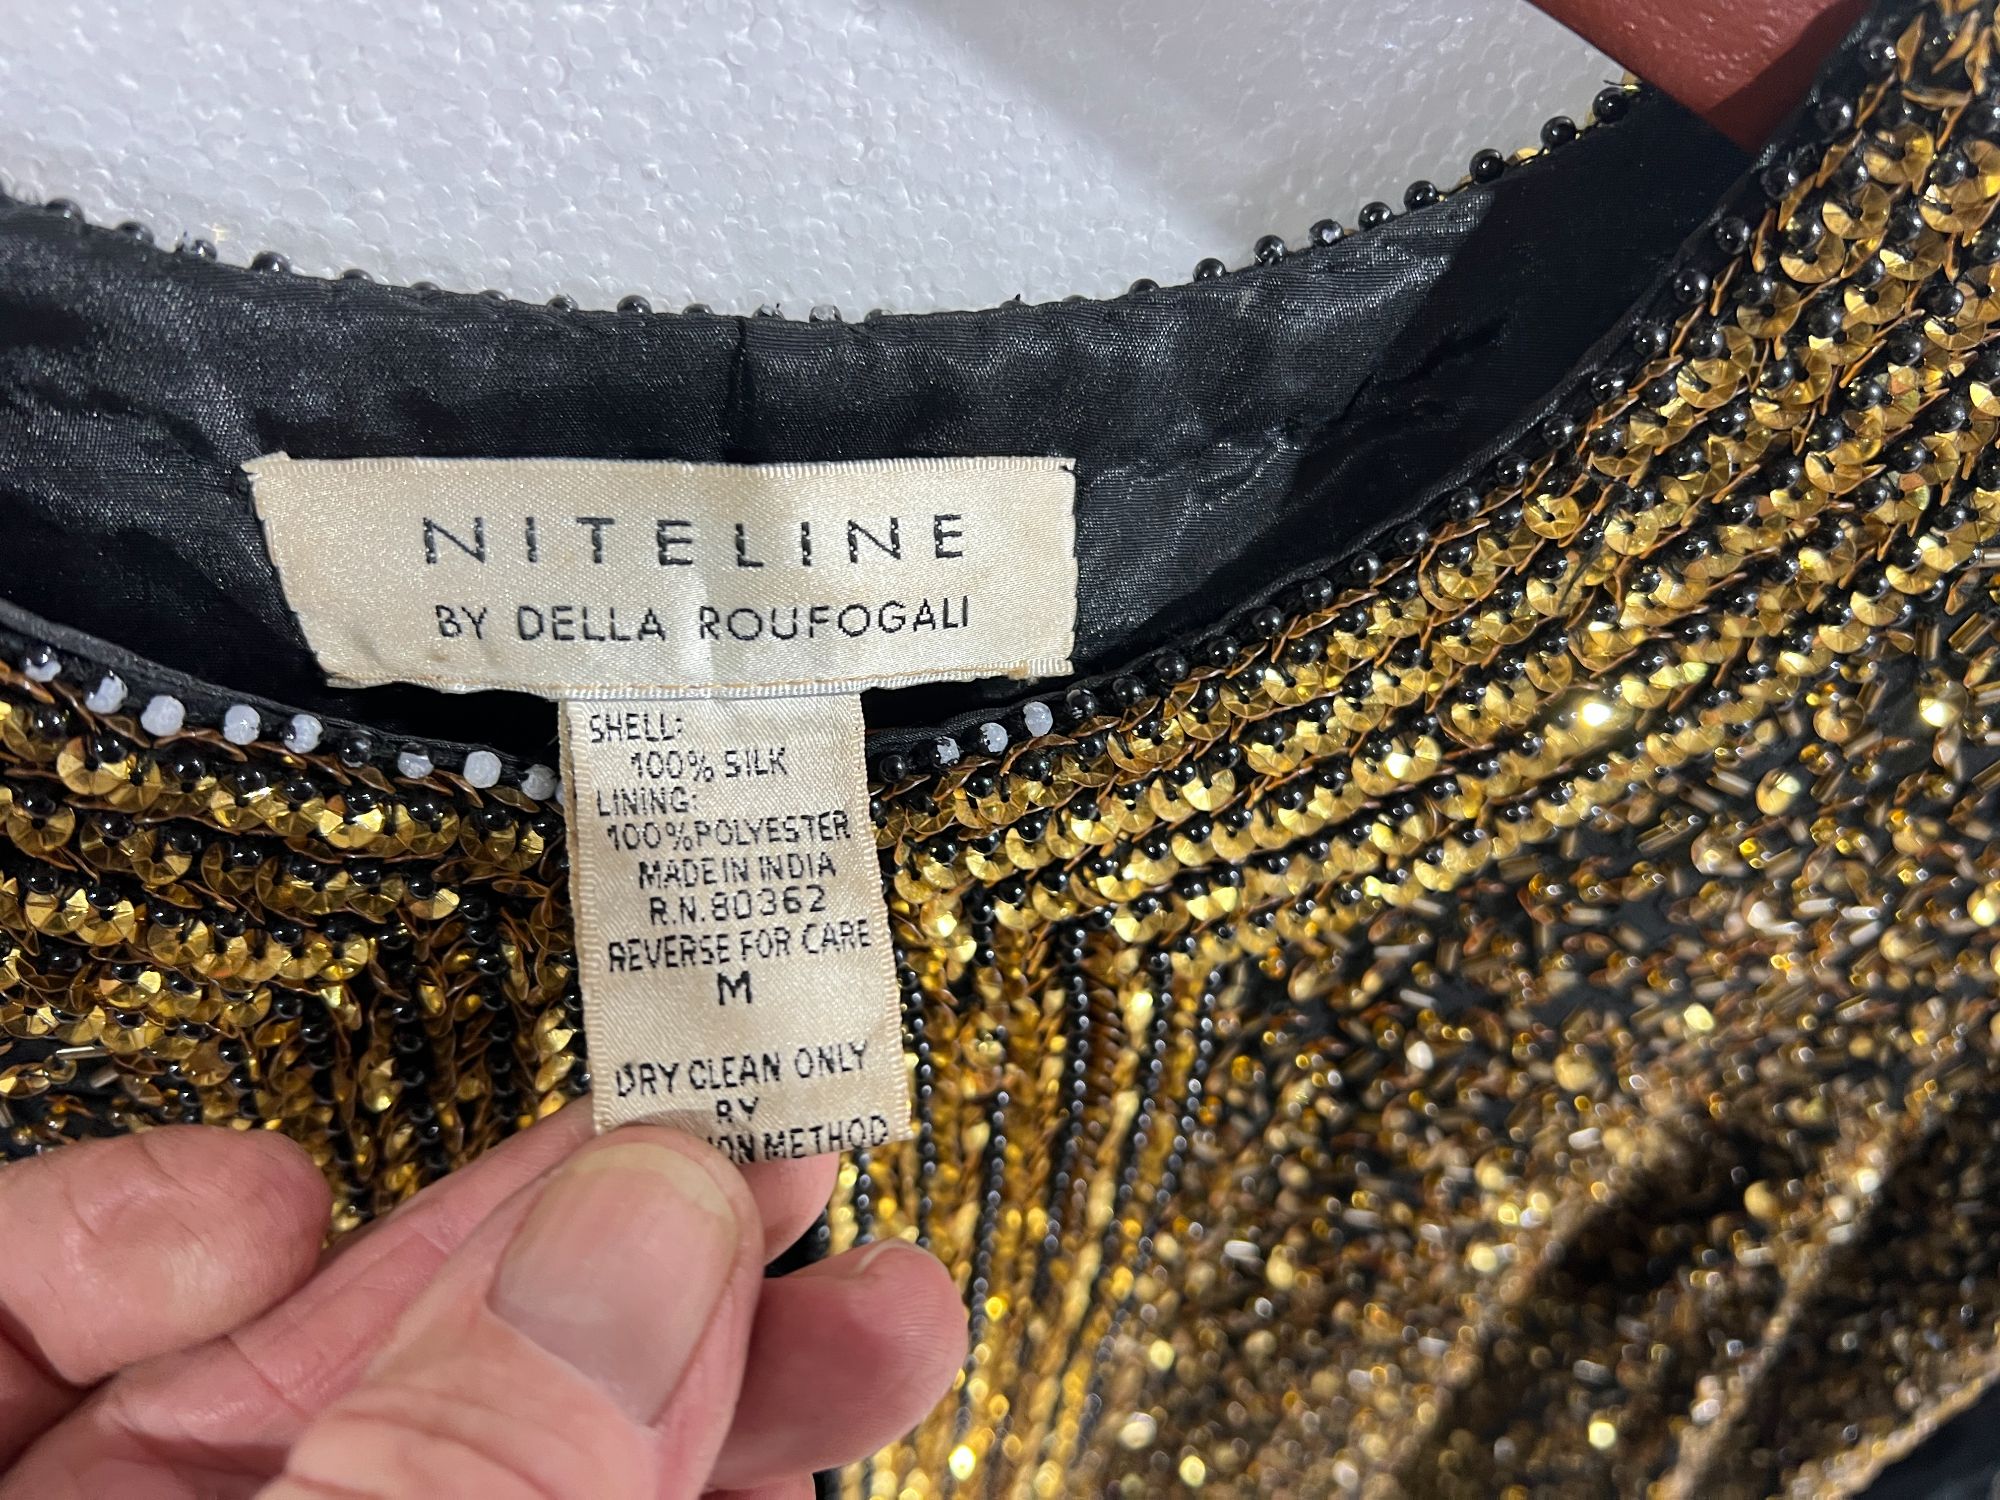 NITELINE
BY DELLA ROUFOGALI
SHELL:
100% SILK
LINING:
100% POLYESTER
MADE IN INDIA
R.N. 80362
REVERSE FOR CARE
M
DRY CLEAN ONLY
BY
METHOD